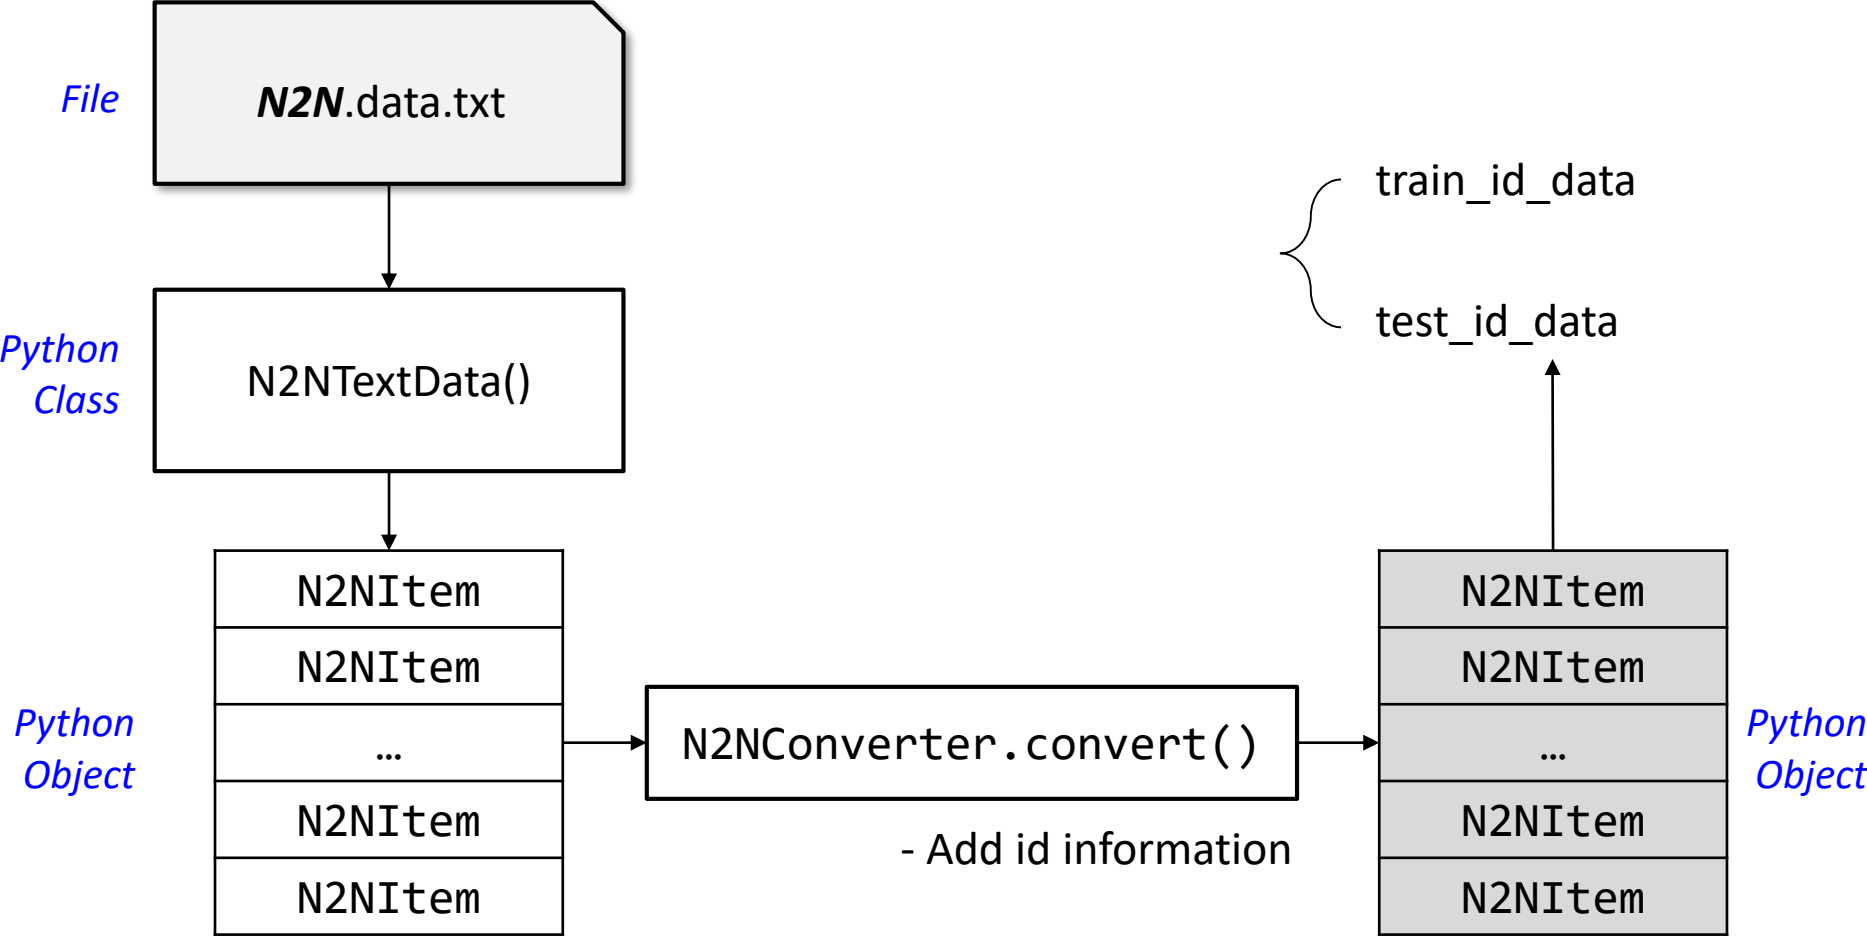 File
N2N.data.txt
Python
Class
N2NTextData()
Python
Object
N2NItem
N2NItem
...
N2NItem
N2NItem
N2NConverter.convert()
- Add id information
train_id_data
test_id_data
N2NItem
N2NItem
...
N2NItem
N2NItem
Python
Object